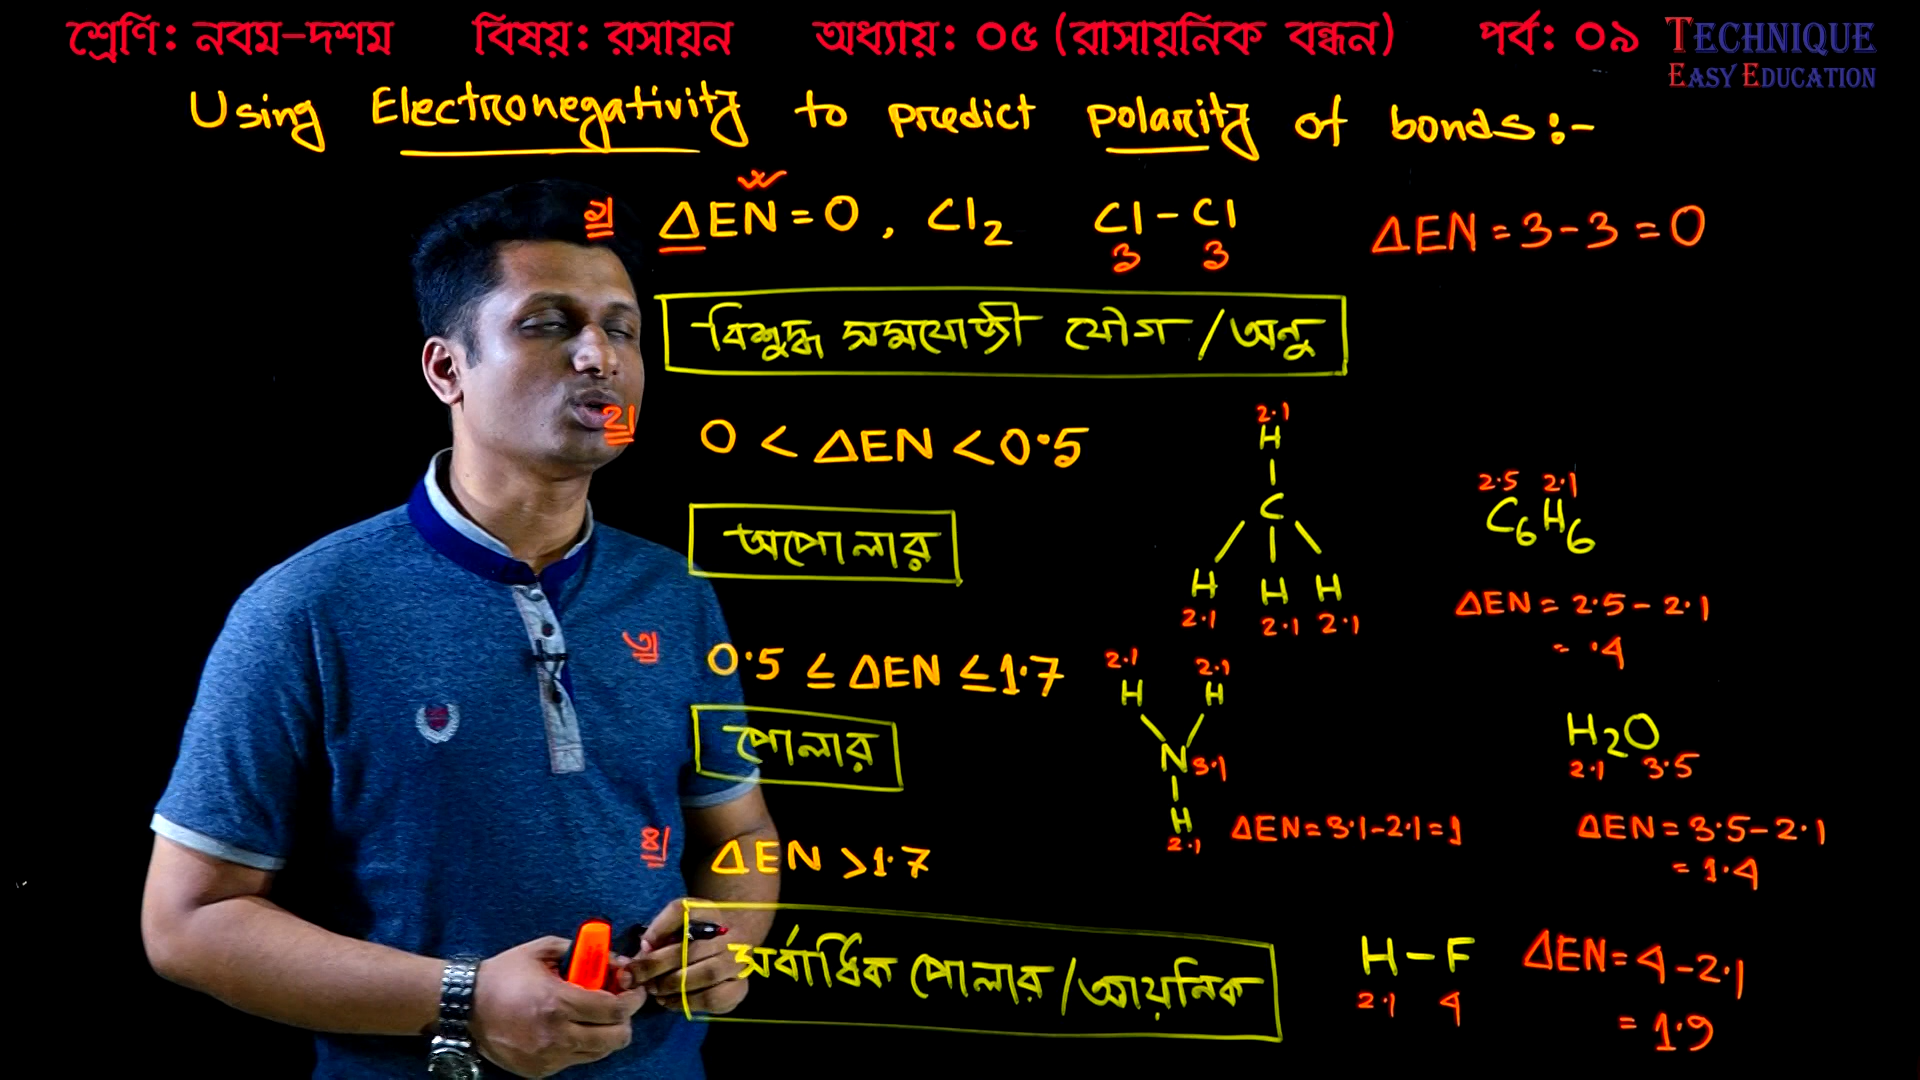 শ্রেণি: নবম-দশম বিষয়: রসায়ন অধ্যায়: ০৫ (রাসায়নিক বন্ধন) পর্ব: ০৯
TECHNIQUE
EASY EDUCATION
Using Electronegativity to predict polarity of bonds:-
১। ΔEN = 0, Cl2 Cl - Cl ΔEN = 3 - 3 = 0
3 3
বিশুদ্ধ সমযোজী যৌগ / অনু
২। 0 < ΔEN < 0.5
2.1
H
C
H H H
2.1 2.1 2.1
2.5 2.1
C6H6
ΔEN = 2.5 - 2.1
= .4
অপোলার
৩। 0.5 ≤ ΔEN ≤ 1.7
2.1 2.1
H H
N 3.1
H
2.1
ΔEN = 3.1 - 2.1 = 1
H2O
2.1 3.5
ΔEN = 3.5 - 2.1
= 1.4
পোলার
৪। ΔEN > 1.7
সর্বাধিক পোলার / আয়নিক
H - F
2.1 4
ΔEN = 4 - 2.1
= 1.9